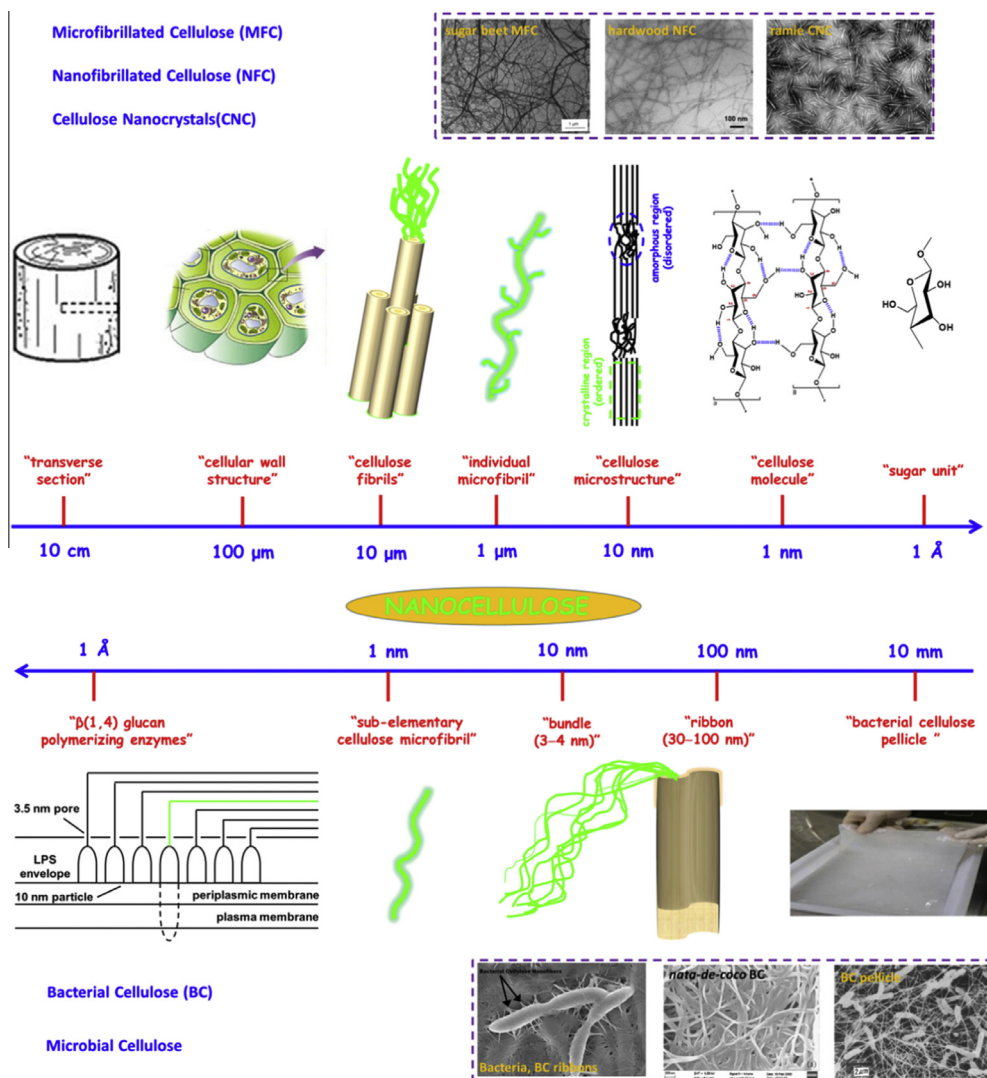 Microfibrillated Cellulose (MFC)
Nanofibrillated Cellulose (NFC)
Cellulose Nanocrystals(CNC)
sugar beet MFC
hardwood NFC
ramie CNC
1 µm
100 nm
amorphous region
(disordered)
crystalline region
(ordered)
"transverse
section"
"cellular wall
structure"
"cellulose
fibrils"
"individual
microfibril"
"cellulose
microstructure"
"cellulose
molecule"
"sugar unit"
10 cm
100 µm
10 µm
1 µm
10 nm
1 nm
1 Å
NANOCELLULOSE
1 Å
1 nm
10 nm
100 nm
10 mm
"β(1,4) glucan
polymerizing enzymes"
"sub-elementary
cellulose microfibril"
"bundle
(3–4 nm)"
"ribbon
(30–100 nm)"
"bacterial cellulose
pellicle "
3.5 nm pore
LPS
envelope
10 nm particle
periplasmic membrane
plasma membrane
Bacterial Cellulose (BC)
Microbial Cellulose
Bacterial Cellulose Nanofibers
Bacteria, BC ribbons
nata-de-coco BC
BC pellicle
2µm